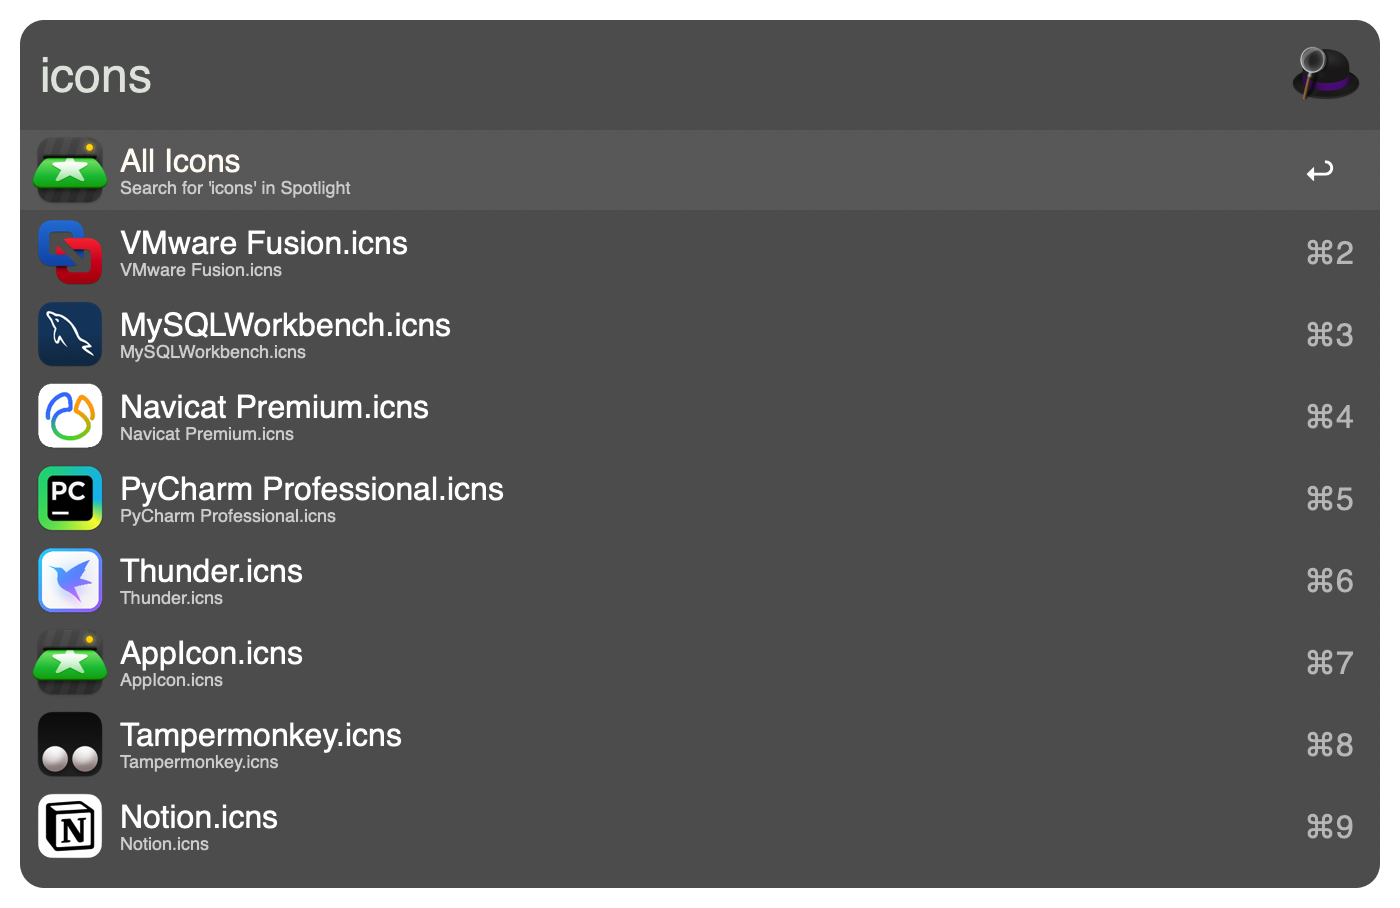 icons
All Icons
Search for 'icons' in Spotlight
VMware Fusion.icns
VMware Fusion.icns
⌘2
MySQLWorkbench.icns
MySQLWorkbench.icns
⌘3
Navicat Premium.icns
Navicat Premium.icns
⌘4
PC
PyCharm Professional.icns
PyCharm Professional.icns
⌘5
Thunder.icns
Thunder.icns
⌘6
AppIcon.icns
AppIcon.icns
⌘7
Tampermonkey.icns
Tampermonkey.icns
⌘8
N
Notion.icns
Notion.icns
⌘9